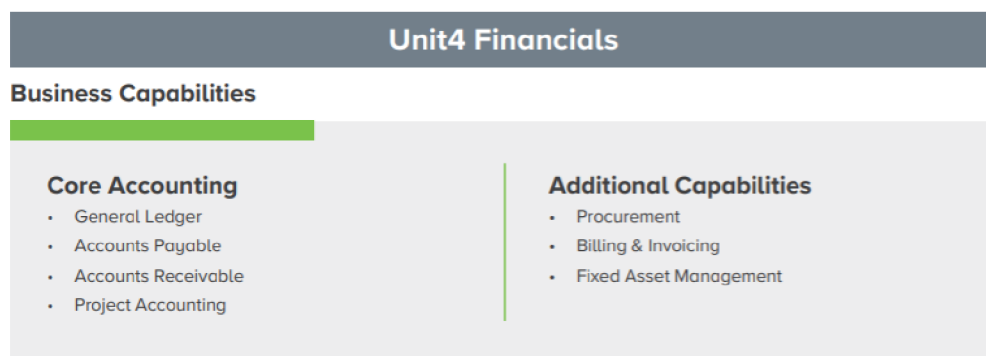 Unit4 Financials
Business Capabilities
Core Accounting
• General Ledger
• Accounts Payable
• Accounts Receivable
• Project Accounting
Additional Capabilities
• Procurement
• Billing & Invoicing
• Fixed Asset Management